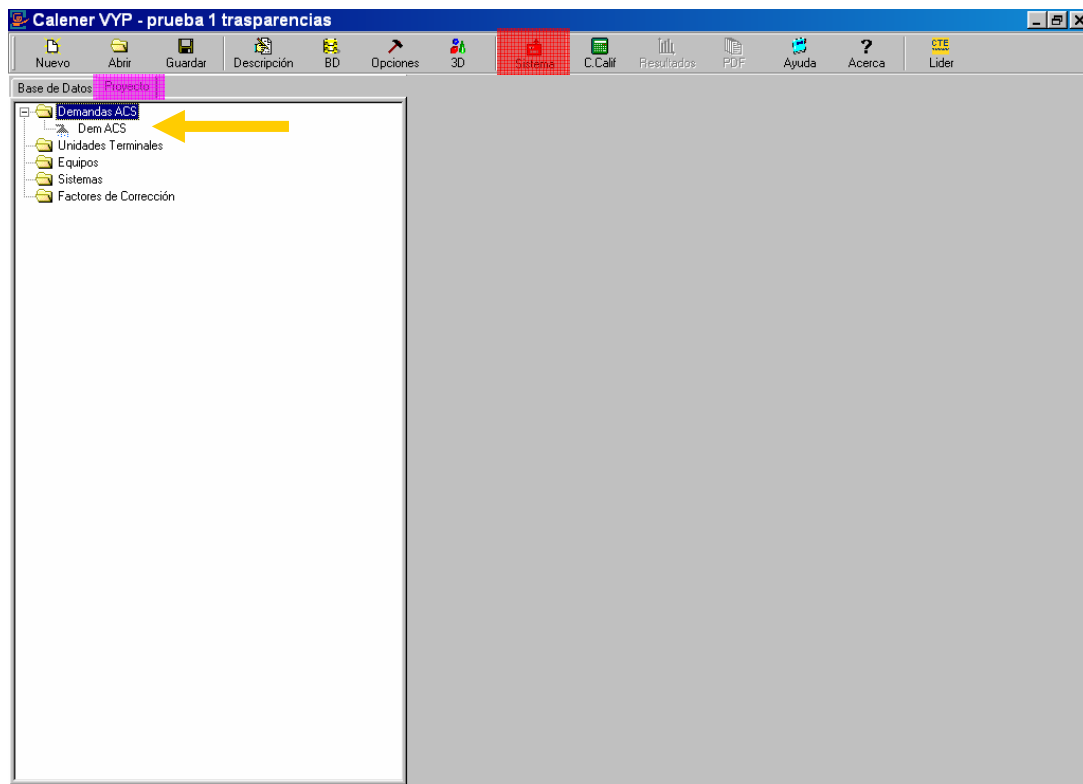 Calener VYP - prueba 1 trasparencias
Nuevo Abrir Guardar Descripción BD Opciones 3D Sistema C.Calif Resultados PDF Ayuda Acerca CTE Lider
Base de Datos Proyecto
Demandas ACS
Dem ACS
Unidades Terminales
Equipos
Sistemas
Factores de Corrección